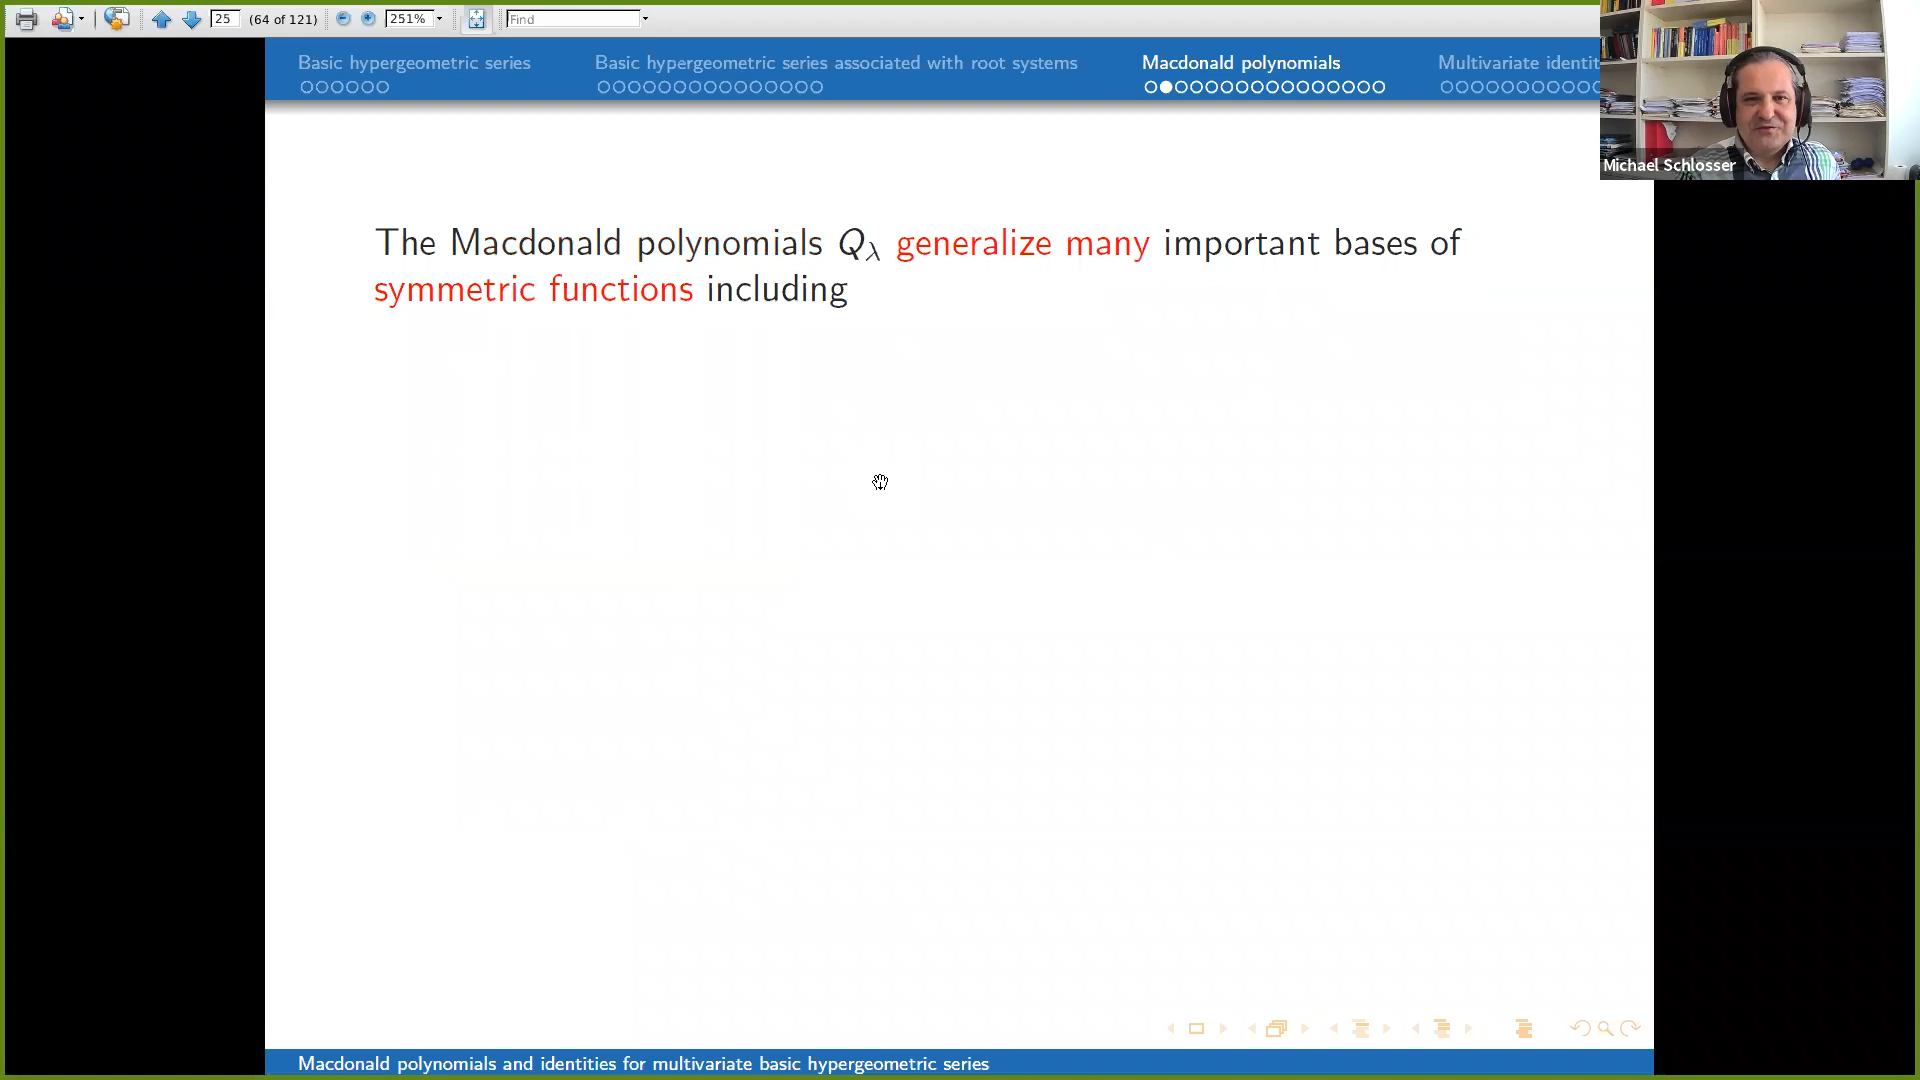 25 (64 of 121) 251% Find
Basic hypergeometric series Basic hypergeometric series associated with root systems Macdonald polynomials Multivariate identit
Michael Schlosser
The Macdonald polynomials Qλ generalize many important bases of
symmetric functions including
Macdonald polynomials and identities for multivariate basic hypergeometric series